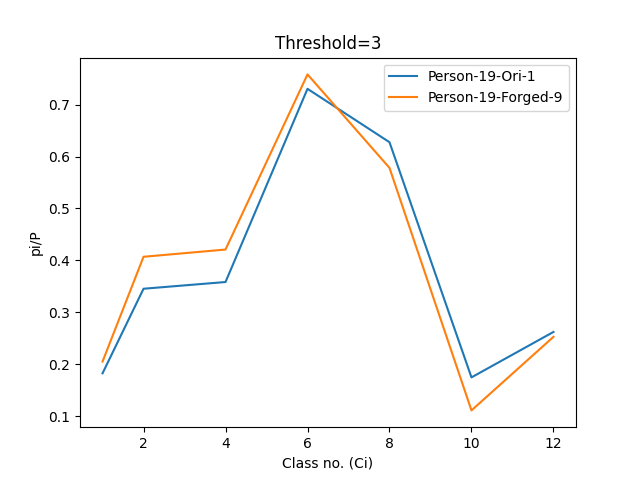 Threshold=3
Person-19-Ori-1
Person-19-Forged-9
pi/P
0.7
0.6
0.5
0.4
0.3
0.2
0.1
2 4 6 8 10 12
Class no. (Ci)